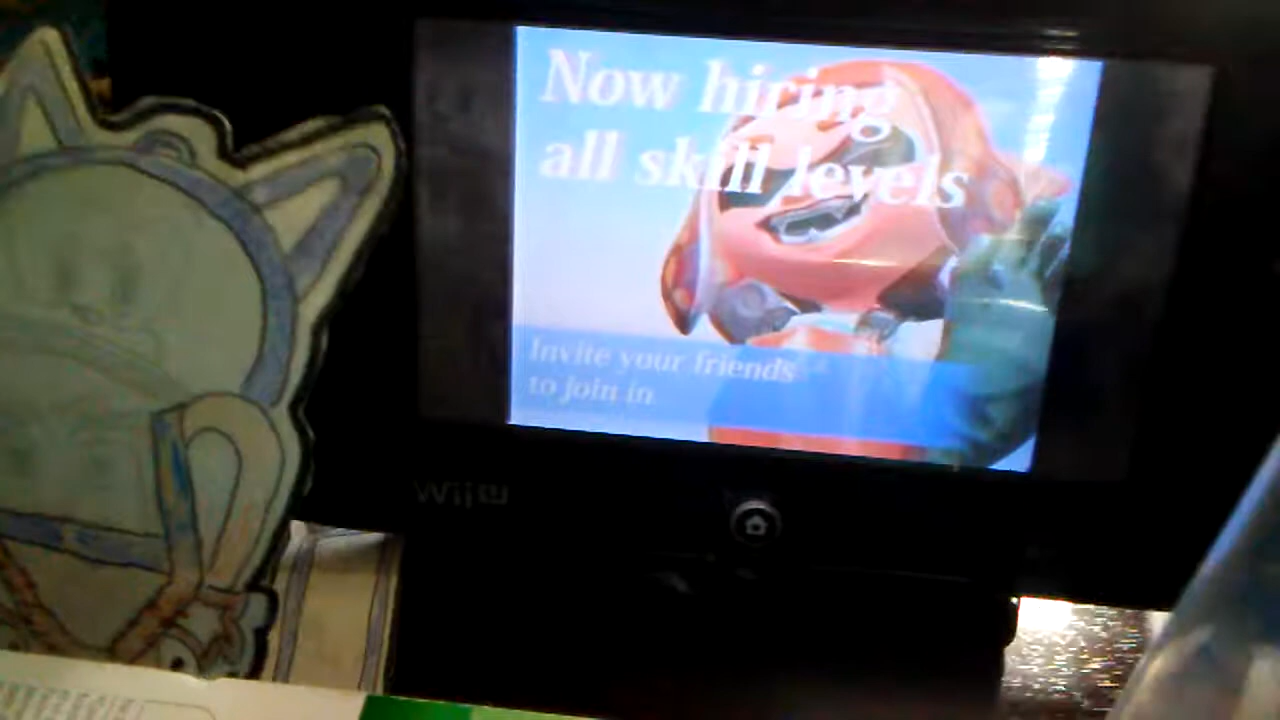 Now hiring
all skill levels
Invite your friends
to join in
Wii U